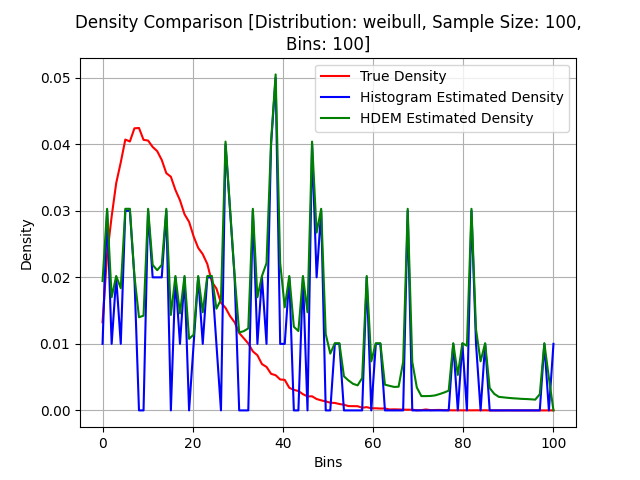 Density Comparison [Distribution: weibull, Sample Size: 100,
Bins: 100]
True Density
Histogram Estimated Density
HDEM Estimated Density
Density
0.05
0.04
0.03
0.02
0.01
0.00
0
20
40
60
80
100
Bins